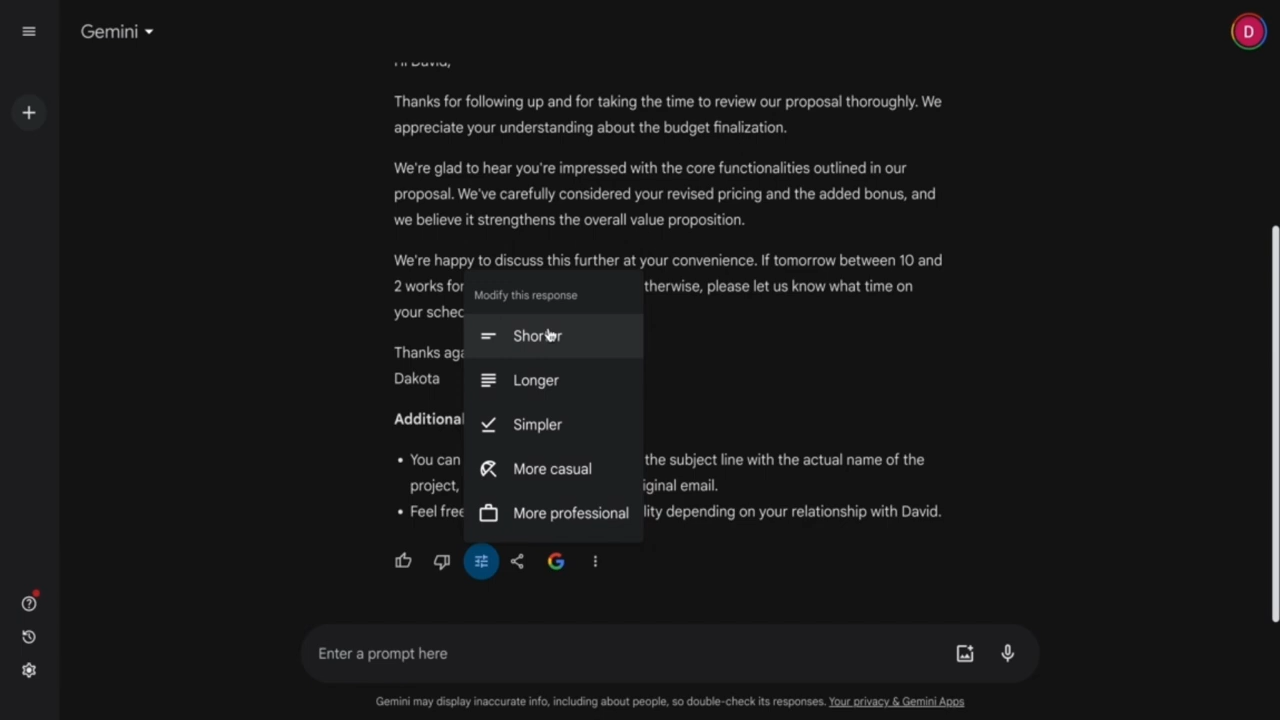 Gemini
D
Hi David,
Thanks for following up and for taking the time to review our proposal thoroughly. We
appreciate your understanding about the budget finalization.
We're glad to hear you're impressed with the core functionalities outlined in our
proposal. We've carefully considered your revised pricing and the added bonus, and
we believe it strengthens the overall value proposition.
We're happy to discuss this further at your convenience. If tomorrow between 10 and
2 works for therwise, please let us know what time on
your sched
Thanks aga
Dakota
Additional
• You can the subject line with the actual name of the
project, iginal email.
• Feel free lity depending on your relationship with David.
Modify this response
Shorter
Longer
Simpler
More casual
More professional
Enter a prompt here
Gemini may display inaccurate info, including about people, so double-check its responses. Your privacy & Gemini Apps